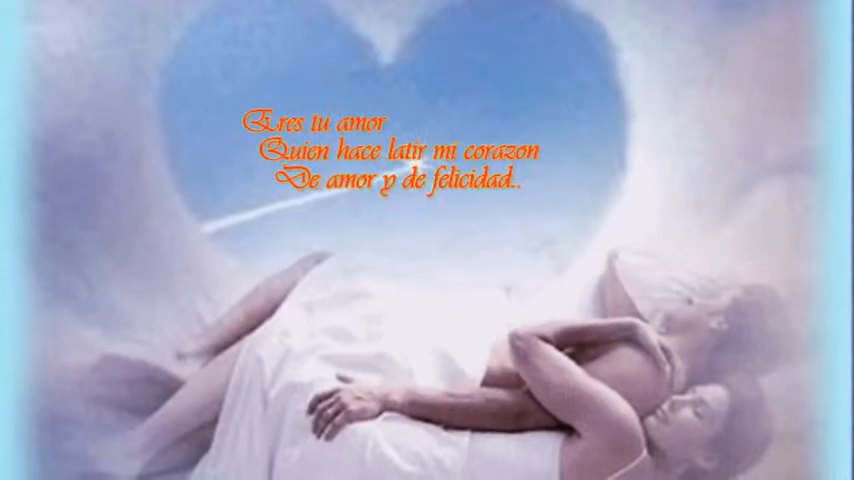 Eres tu amor
Quien hace latir mi corazon
De amor y de felicidad..